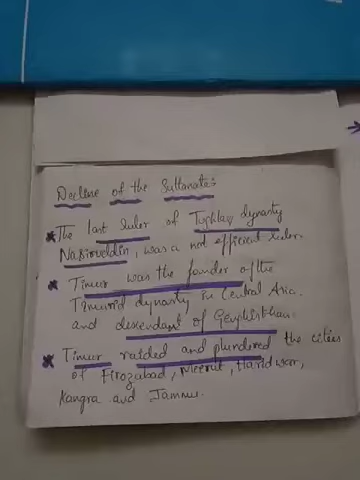 Decline of the Sultanate:
* The last ruler of Tughlaq dynasty
Nasirueddin, was a not efficient ruler.
* Timur was the founder of the
Timurid dynasty in Central Asia.
and descendant of Genghis Khan.
* Timur raided and plundered the cities
of Firozabad, Meerut, Haridwar,
Kangra and Jammu.